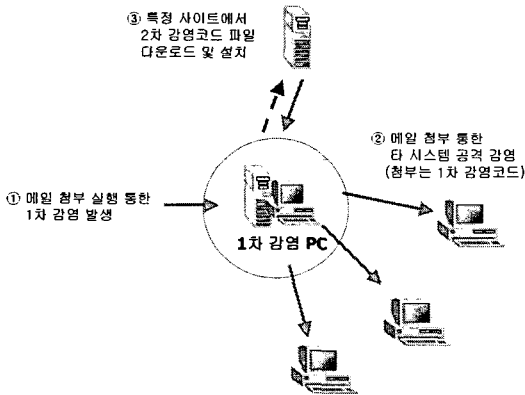 ③ 특정 사이트에서
2차 감염코드 파일
다운로드 및 설치
② 메일 첨부 통한
타 시스템 공격 감염
(첨부는 1차 감염코드)
① 메일 첨부 실행 통한
1차 감염 발생
1차 감염 PC